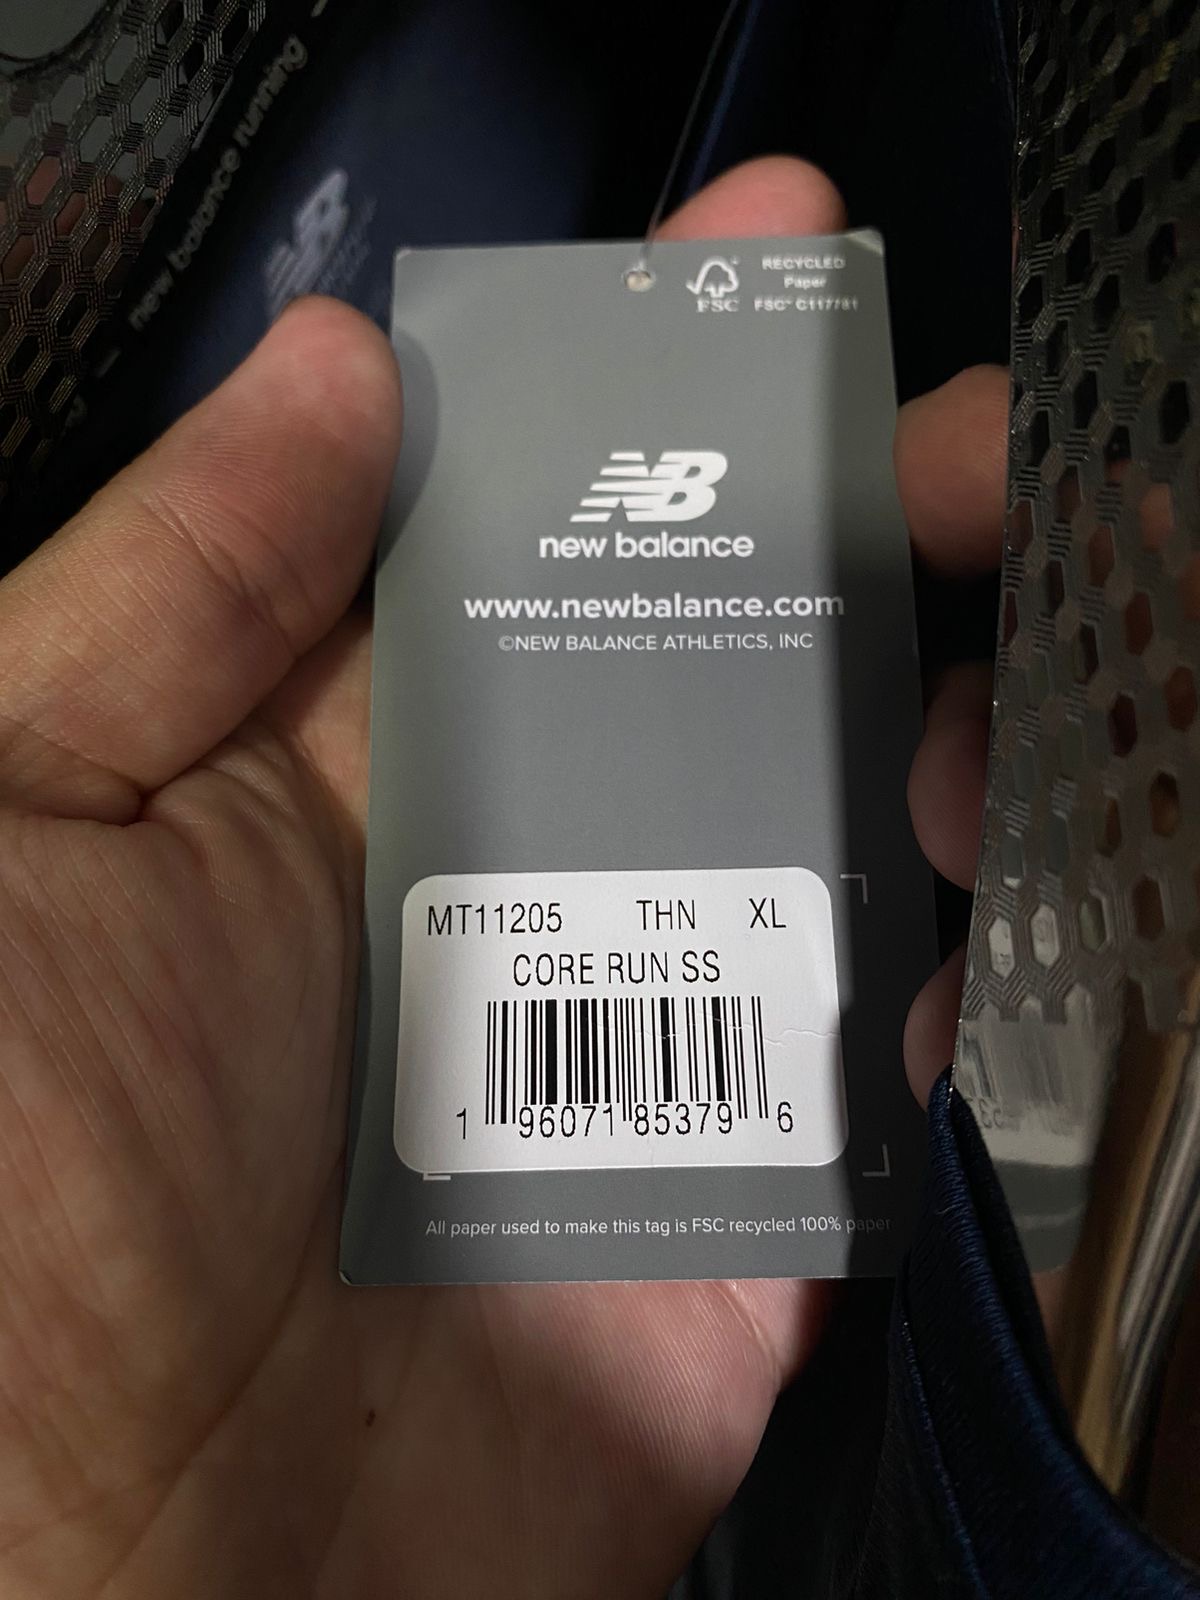 new balance running
RECYCLED
Paper
FSC
FSC® C117781
NB
new balance
www.newbalance.com
©NEW BALANCE ATHLETICS, INC
MT11205 THN XL
CORE RUN SS
1 96071 85379 6
All paper used to make this tag is FSC recycled 100% paper